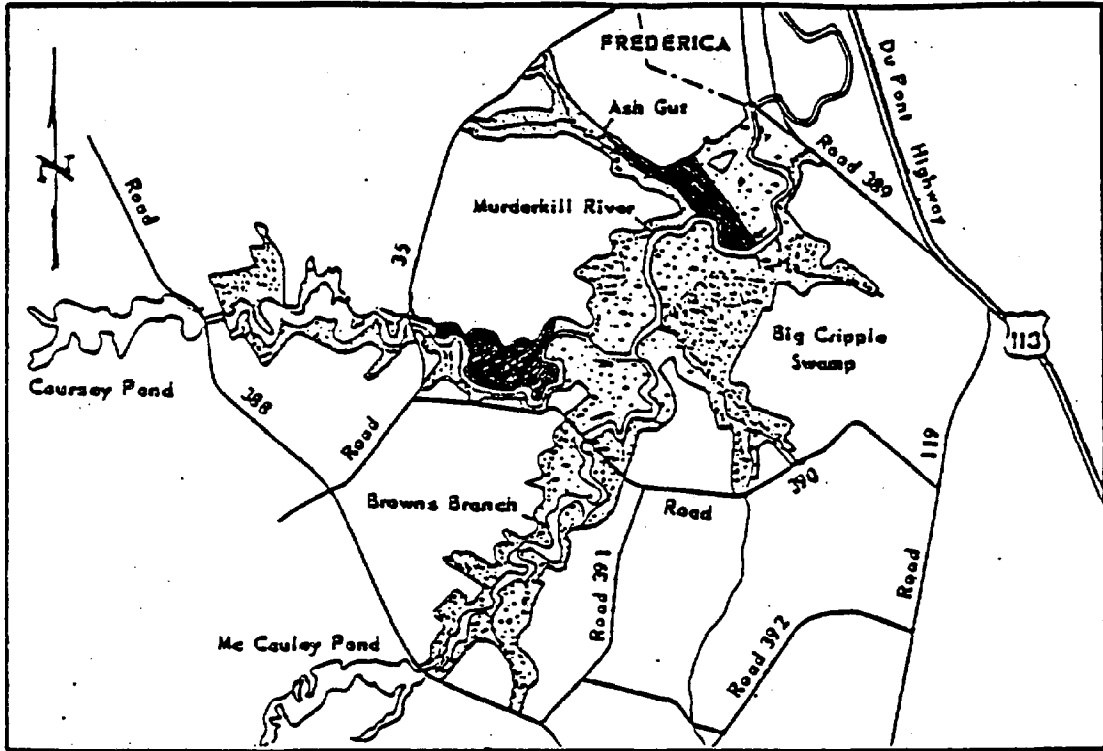 FREDERICA
Du Pont Highway
Ash Gut
Road 389
Z
Road
Murderkill River
35
Big Cripple
Swamp
113
Coursey Pond
388
Road
119
390
Browns Branch
Road
Road 391
Road
Road 392
Mc Cauley Pond